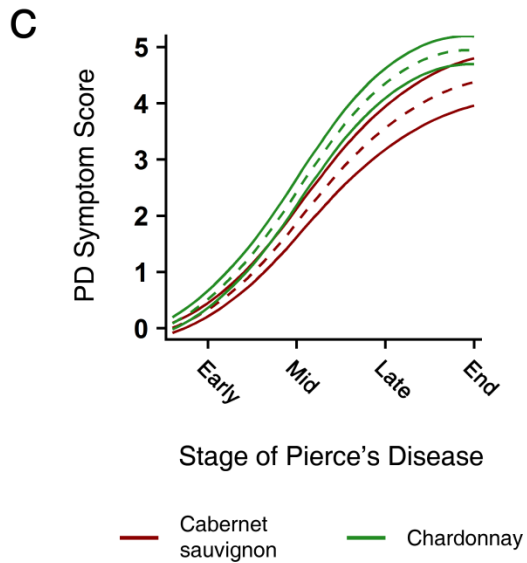 C
PD Symptom Score
5
4
3
2
1
0
Early
Mid
Late
End
Stage of Pierce's Disease
Cabernet
sauvignon
Chardonnay